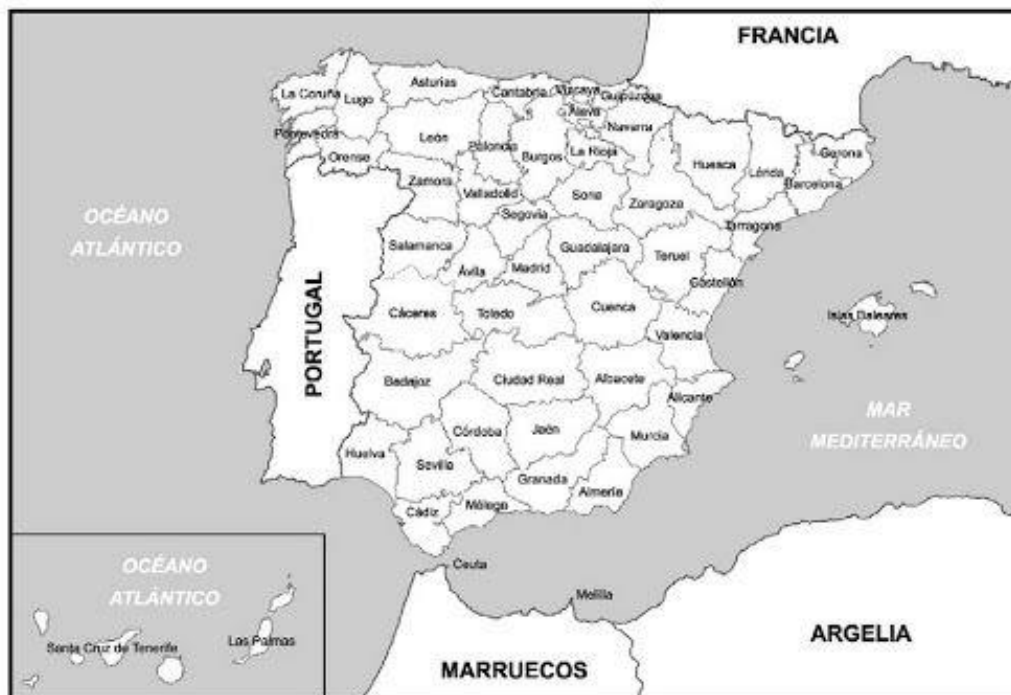 FRANCIA
Asturias
Cantabria
Vizcaya
Guipúzcoa
La Coruña
Lugo
Álava
Navarra
Pontevedra
Orense
León
Palencia
Burgos
La Rioja
Huesca
Lérida
Gerona
Barcelona
Zamora
Valladolid
Soria
Zaragoza
Tarragona
Segovia
OCÉANO
ATLÁNTICO
Salamanca
Ávila
Madrid
Guadalajara
Teruel
Castellón
PORTUGAL
Cáceres
Toledo
Cuenca
Valencia
Islas Baleares
Badajoz
Ciudad Real
Albacete
Alicante
MAR
MEDITERRÁNEO
Huelva
Sevilla
Córdoba
Jaén
Murcia
Granada
Almería
Cádiz
Málaga
Ceuta
Melilla
OCÉANO
ATLÁNTICO
Santa Cruz de Tenerife
Las Palmas
MARRUECOS
ARGELIA